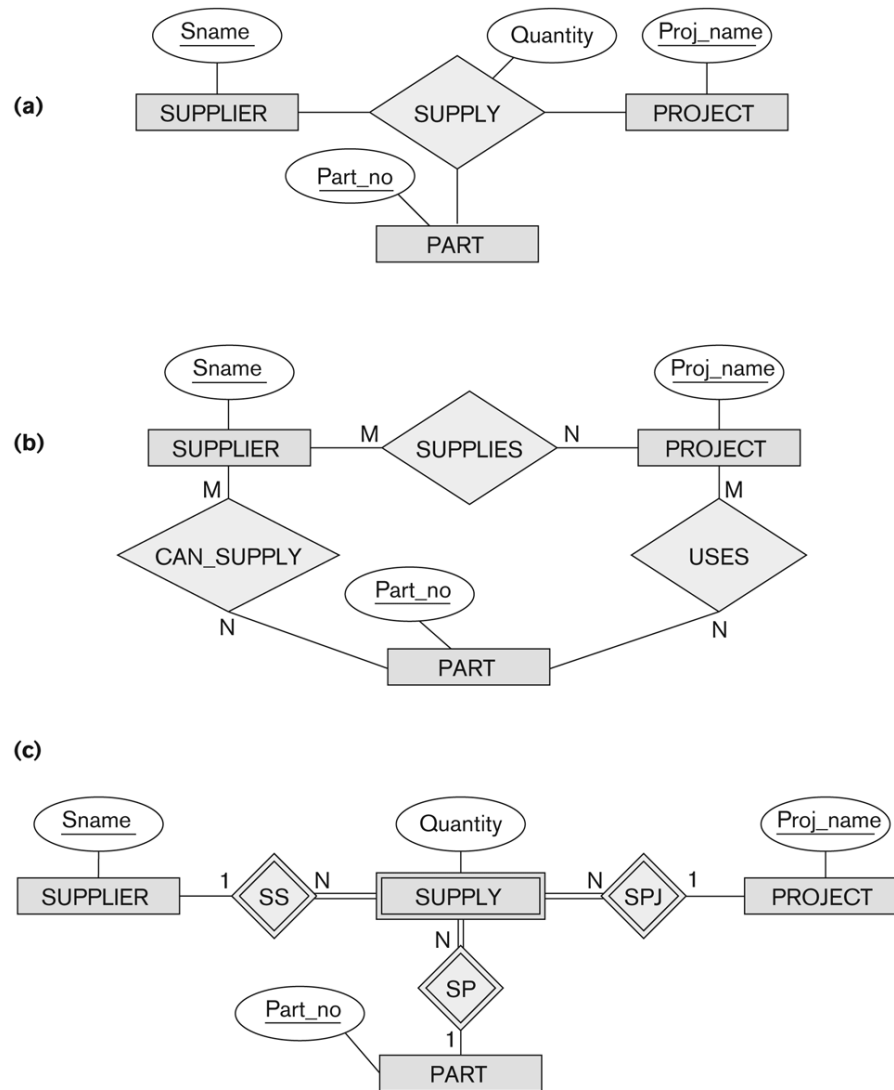 (a)
Sname
Quantity
Proj_name
SUPPLIER
SUPPLY
PROJECT
Part_no
PART
(b)
Sname
Proj_name
SUPPLIER
M
SUPPLIES
N
PROJECT
M
M
CAN_SUPPLY
USES
Part_no
N
N
PART
(c)
Sname
Quantity
Proj_name
SUPPLIER
1
SS
N
SUPPLY
N
SPJ
1
PROJECT
N
SP
Part_no
1
PART